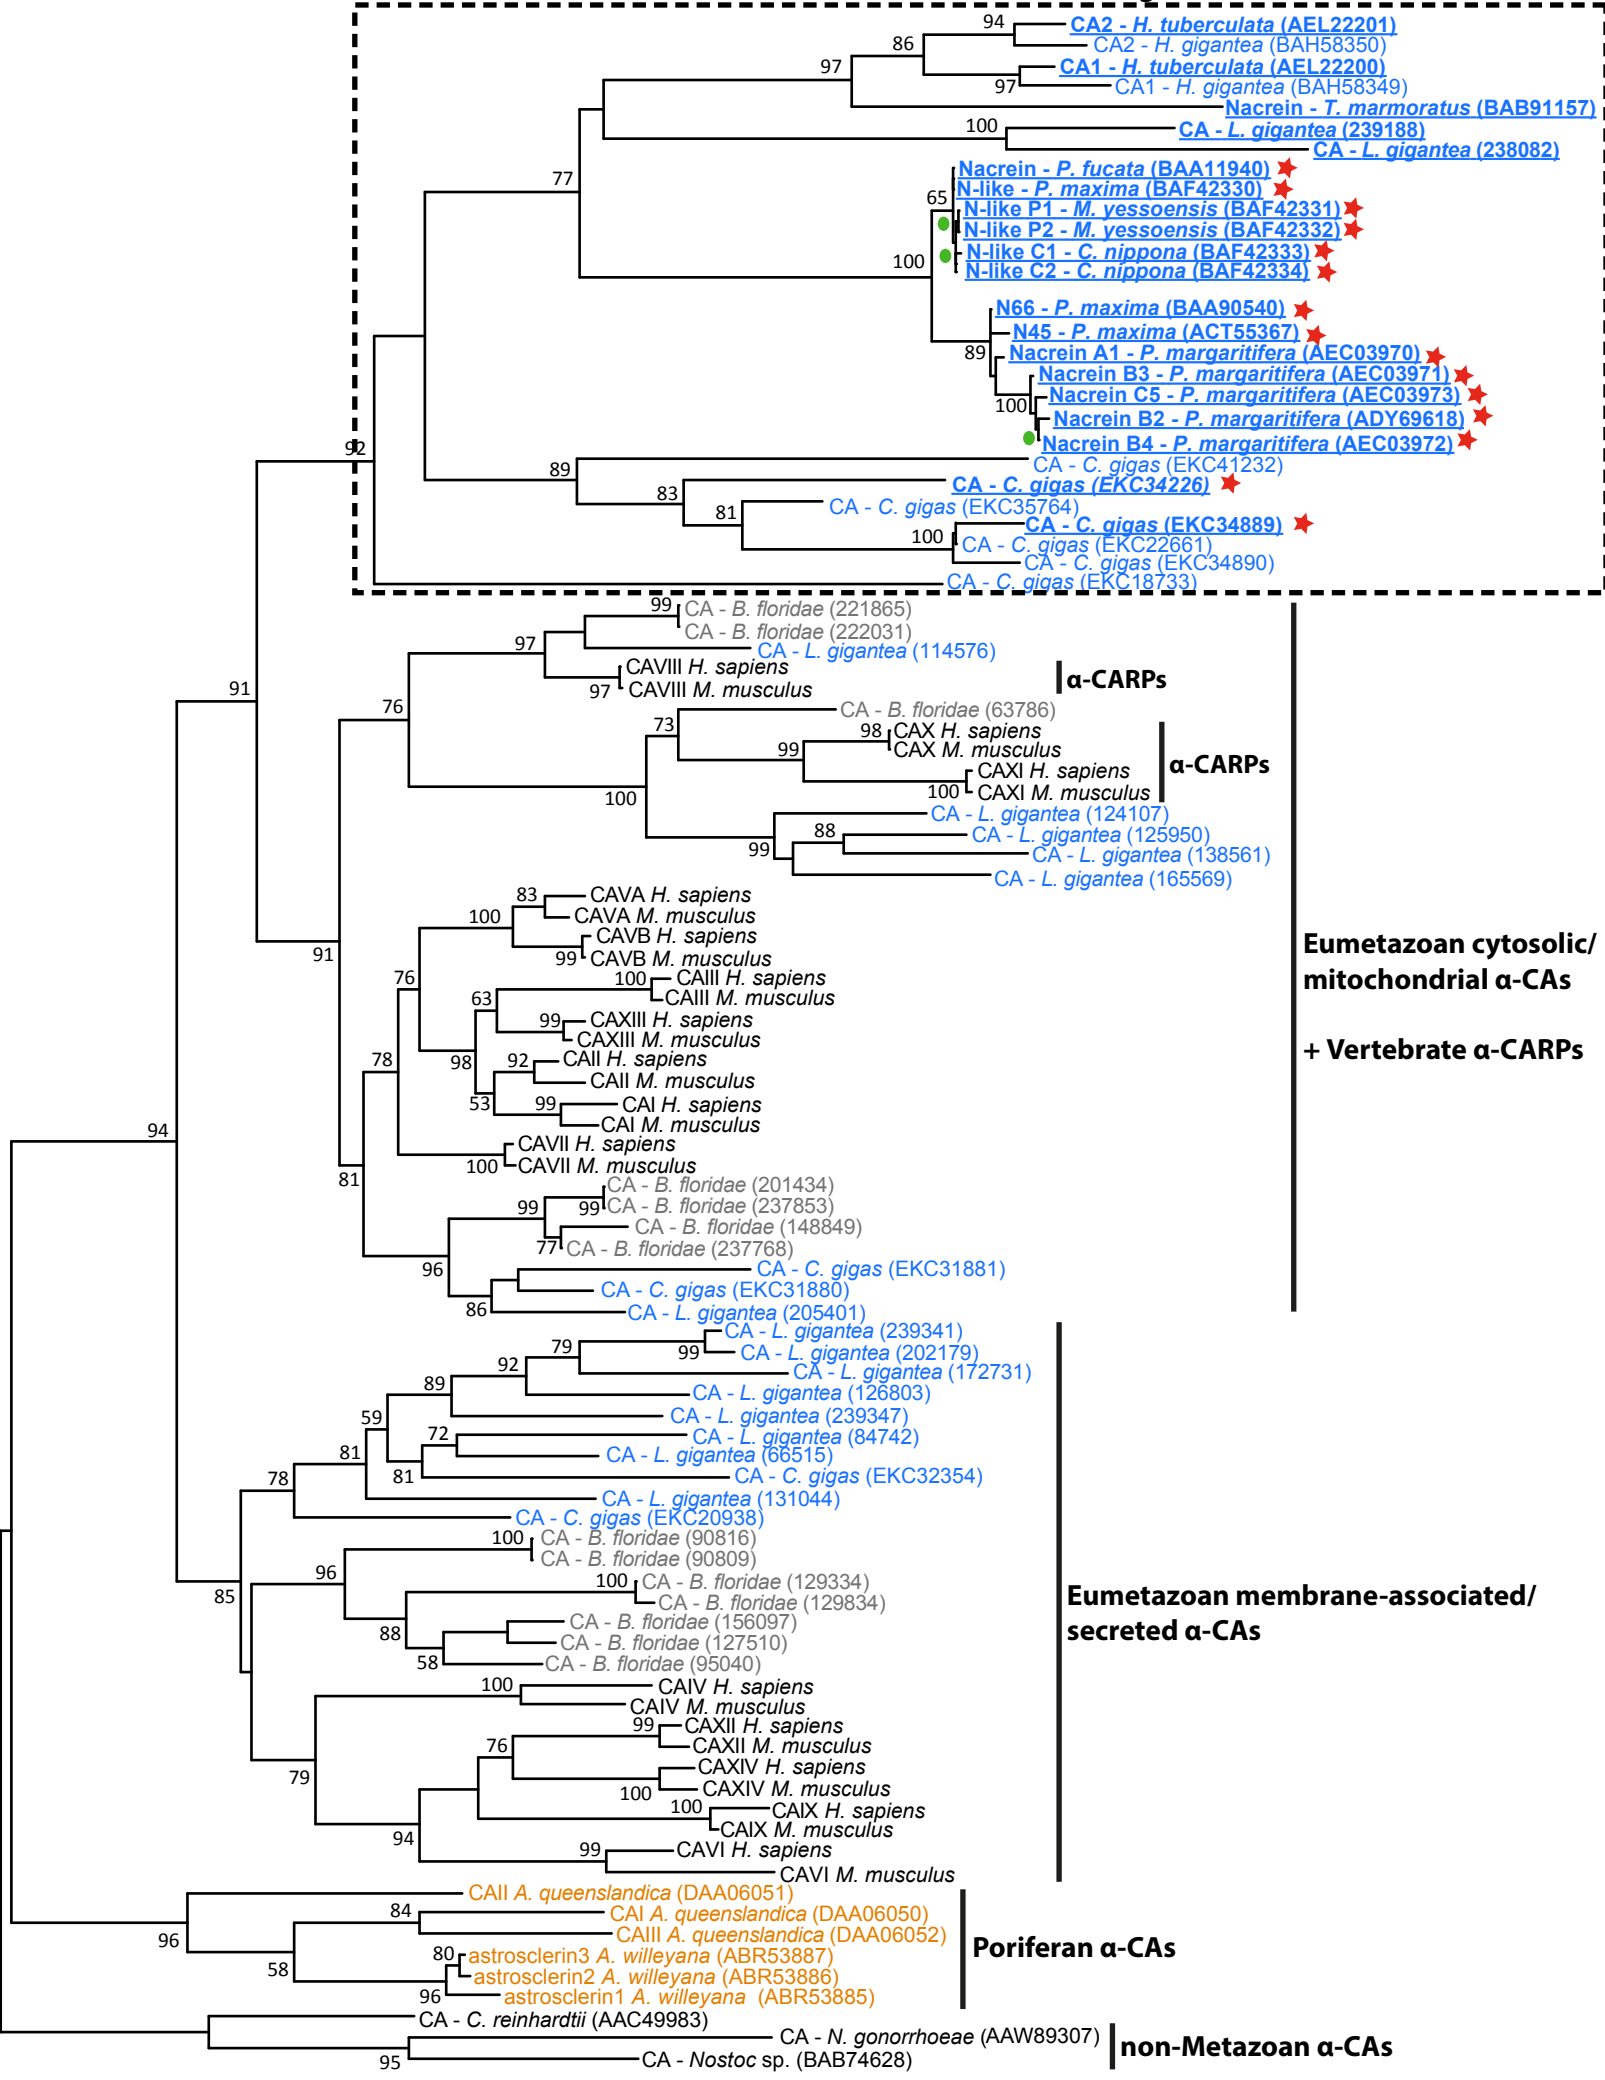 94
CA2 - H. tuberculata (AEL22201)
86
CA2 - H. gigantea (BAH58350)
97
CA1 - H. tuberculata (AEL22200)
97
CA1 - H. gigantea (BAH58349)
Nacrein - T. marmoratus (BAB91157)
100
CA - L. gigantea (239188)
CA - L. gigantea (238082)
77
Nacrein - P. fucata (BAA11940)
65
N-like - P. maxima (BAF42330)
N-like P1 - M. yessoensis (BAF42331)
N-like P2 - M. yessoensis (BAF42332)
N-like C1 - C. nippona (BAF42333)
100
N-like C2 - C. nippona (BAF42334)
N66 - P. maxima (BAA90540)
N45 - P. maxima (ACT55367)
89
Nacrein A1 - P. margaritifera (AEC03970)
Nacrein B3 - P. margaritifera (AEC03971)
Nacrein C5 - P. margaritifera (AEC03973)
100
Nacrein B2 - P. margaritifera (ADY69618)
Nacrein B4 - P. margaritifera (AEC03972)
92
CA - C. gigas (EKC41232)
89
CA - C. gigas (EKC34226)
83
CA - C. gigas (EKC35764)
81
CA - C. gigas (EKC34889)
100
CA - C. gigas (EKC22661)
CA - C. gigas (EKC34890)
CA - C. gigas (EKC18733)
99
CA - B. floridae (221865)
CA - B. floridae (222031)
97
CA - L. gigantea (114576)
CAVIII H. sapiens
97
CAVIII M. musculus
α-CARPs
91
76
CA - B. floridae (63786)
73
98
CAX H. sapiens
99
CAX M. musculus
CAXI H. sapiens
100
CAXI M. musculus
α-CARPs
100
CA - L. gigantea (124107)
88
CA - L. gigantea (125950)
99
CA - L. gigantea (138561)
CA - L. gigantea (165569)
83
CAVA H. sapiens
100
CAVA M. musculus
CAVB H. sapiens
99
CAVB M. musculus
91
76
100
CAIII H. sapiens
63
CAIII M. musculus
99
CAXIII H. sapiens
CAXIII M. musculus
78
98
92
CAII H. sapiens
CAII M. musculus
53
99
CAI H. sapiens
CAI M. musculus
CAVII H. sapiens
100
CAVII M. musculus
Eumetazoan cytosolic/
mitochondrial α-CAs
+ Vertebrate α-CARPs
94
81
CA - B. floridae (201434)
99
99
CA - B. floridae (237853)
CA - B. floridae (148849)
77
CA - B. floridae (237768)
96
CA - C. gigas (EKC31881)
CA - C. gigas (EKC31880)
86
CA - L. gigantea (205401)
CA - L. gigantea (239341)
79
99
CA - L. gigantea (202179)
92
CA - L. gigantea (172731)
89
CA - L. gigantea (126803)
59
CA - L. gigantea (239347)
72
CA - L. gigantea (84742)
81
CA - L. gigantea (66515)
81
CA - C. gigas (EKC32354)
78
CA - L. gigantea (131044)
CA - C. gigas (EKC20938)
100
CA - B. floridae (90816)
CA - B. floridae (90809)
96
85
100
CA - B. floridae (129334)
CA - B. floridae (129834)
88
CA - B. floridae (156097)
CA - B. floridae (127510)
58
CA - B. floridae (95040)
Eumetazoan membrane-associated/
secreted α-CAs
100
CAIV H. sapiens
CAIV M. musculus
99
CAXII H. sapiens
76
CAXII M. musculus
79
CAXIV H. sapiens
100
CAXIV M. musculus
100
CAIX H. sapiens
94
CAIX M. musculus
99
CAVI H. sapiens
CAVI M. musculus
CAII A. queenslandica (DAA06051)
84
CAI A. queenslandica (DAA06050)
96
CAIII A. queenslandica (DAA06052)
58
80
astrosclerin3 A. willeyana (ABR53887)
astrosclerin2 A. willeyana (ABR53886)
96
astrosclerin1 A. willeyana (ABR53885)
Poriferan α-CAs
CA - C. reinhardtii (AAC49983)
CA - N. gonorrhoeae (AAW89307)
95
CA - Nostoc sp. (BAB74628)
non-Metazoan α-CAs